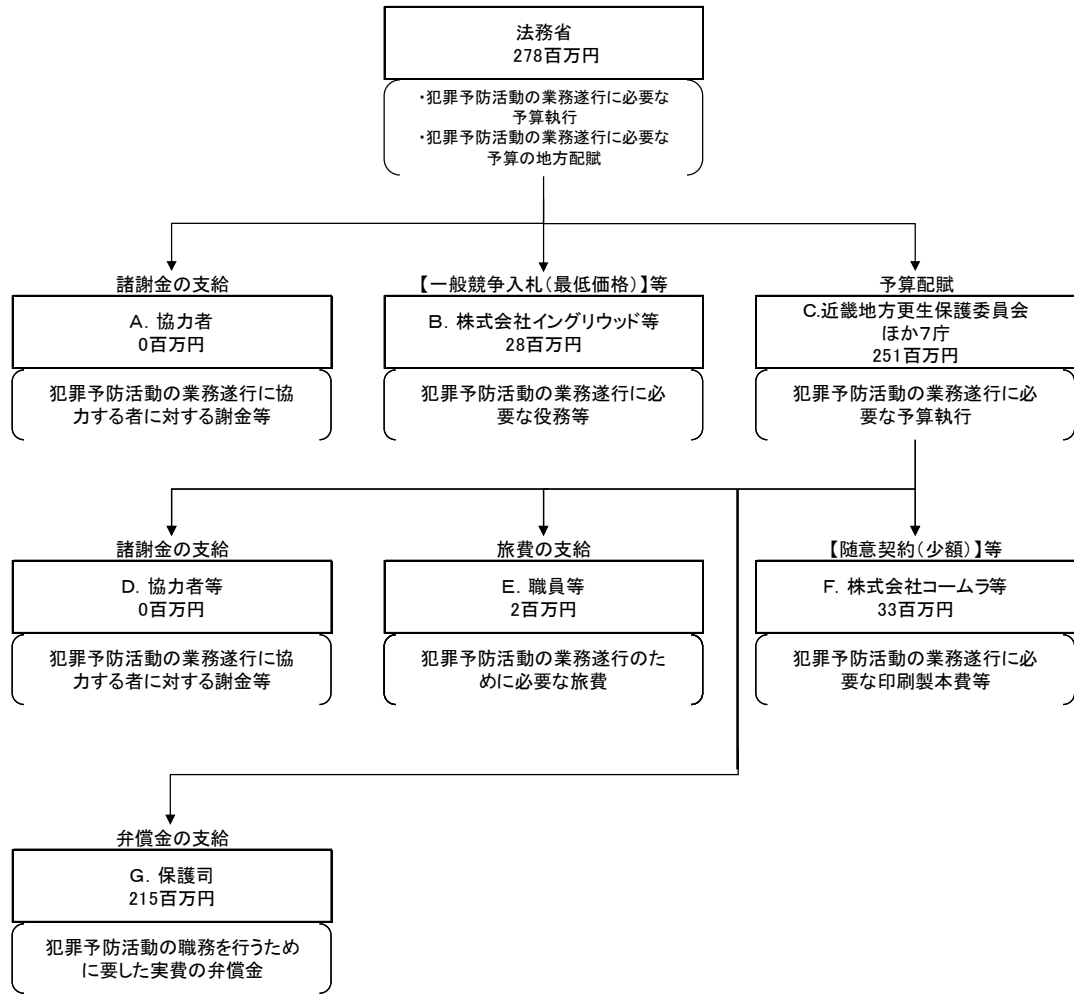 法務省
278百万円
・犯罪予防活動の業務遂行に必要な
予算執行
・犯罪予防活動の業務遂行に必要な
予算の地方配賦
諸謝金の支給
A．協力者
0百万円
犯罪予防活動の業務遂行に協
力する者に対する謝金等
【一般競争入札（最低価格）】等
B．株式会社イングリウッド等
28百万円
犯罪予防活動の業務遂行に必
要な役務等
予算配賦
C.近畿地方更生保護委員会
ほか７庁
251百万円
犯罪予防活動の業務遂行に必
要な予算執行
諸謝金の支給
D．協力者等
0百万円
犯罪予防活動の業務遂行に協
力する者に対する謝金等
旅費の支給
E．職員等
2百万円
犯罪予防活動の業務遂行のた
めに必要な旅費
【随意契約（少額）】等
F．株式会社コームラ等
33百万円
犯罪予防活動の業務遂行に必
要な印刷製本費等
弁償金の支給
G．保護司
215百万円
犯罪予防活動の職務を行うため
に要した実費の弁償金